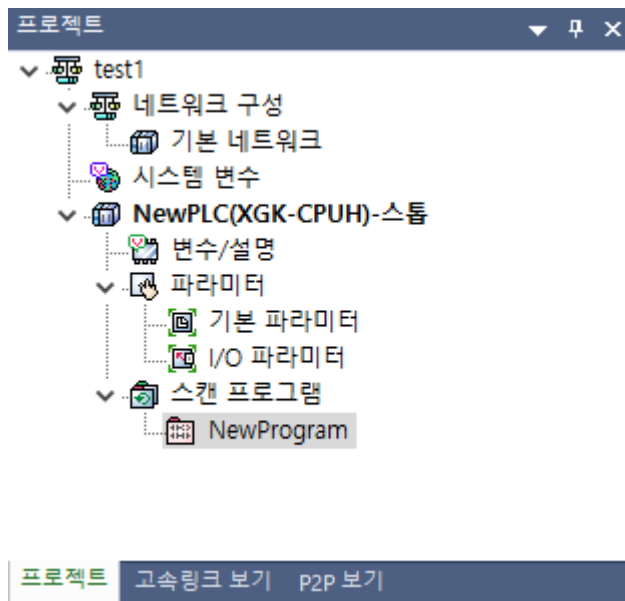 프로젝트
test1
네트워크 구성
기본 네트워크
시스템 변수
NewPLC(XGK-CPUH)-스톱
변수/설명
파라미터
기본 파라미터
I/O 파라미터
스캔 프로그램
NewProgram
프로젝트 고속링크 보기 P2P 보기